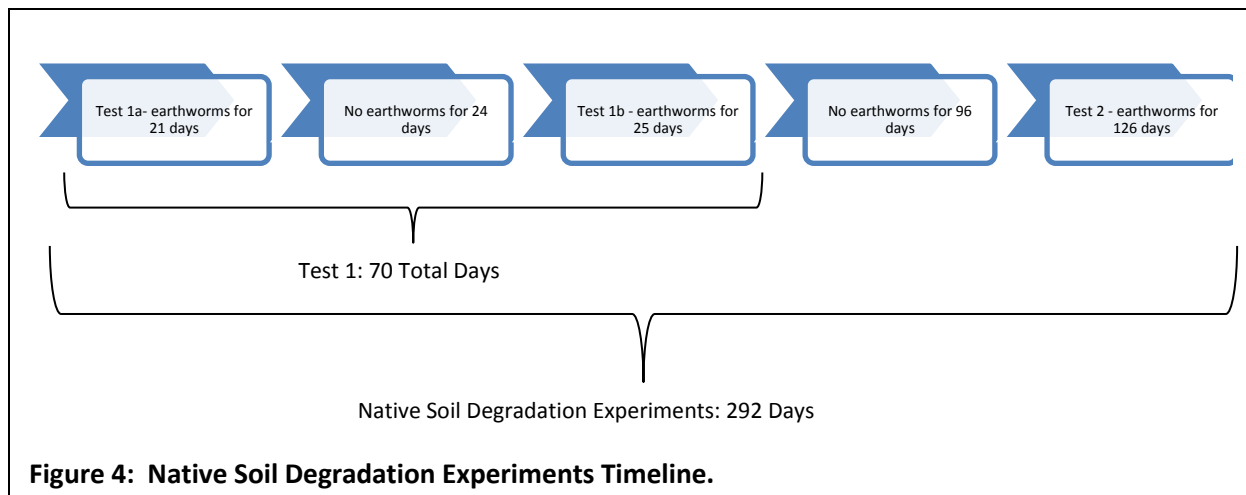 Test 1a- earthworms for
21 days
No earthworms for 24
days
Test 1b - earthworms for
25 days
No earthworms for 96
days
Test 2 - earthworms for
126 days
Test 1: 70 Total Days
Native Soil Degradation Experiments: 292 Days
Figure 4:  Native Soil Degradation Experiments Timeline.